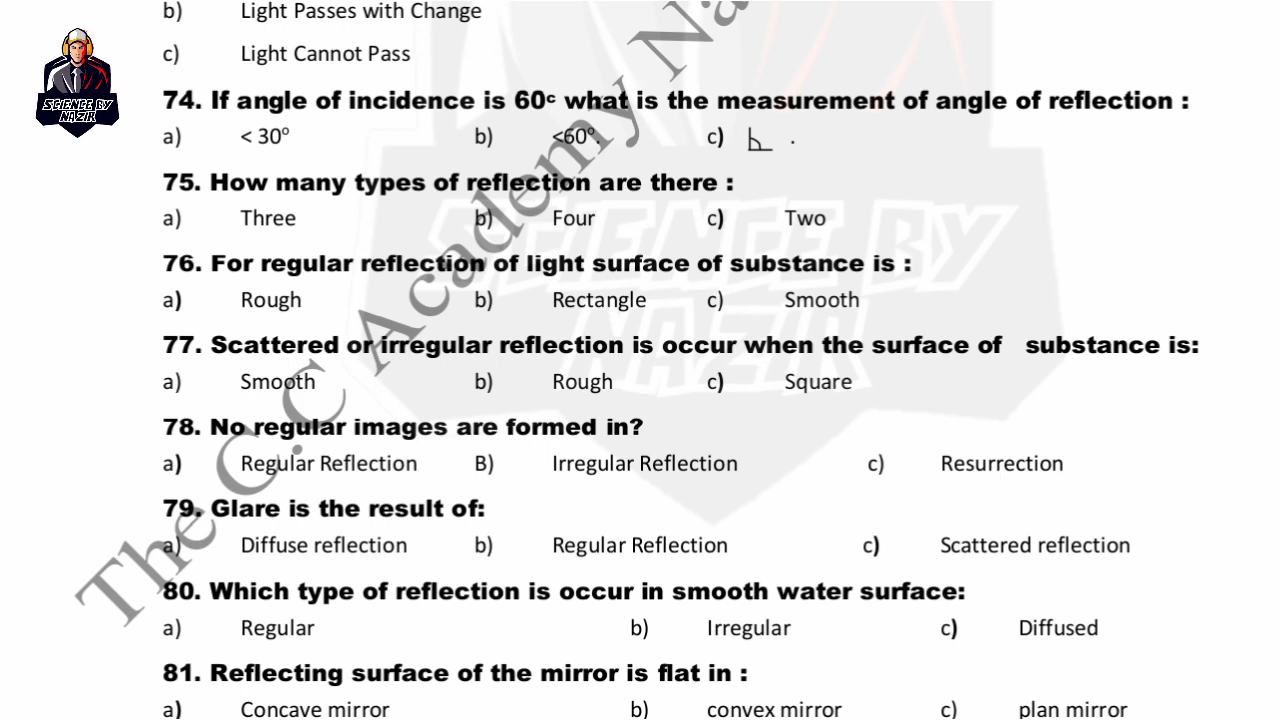 b) Light Passes with Change
c) Light Cannot Pass
SCIENCE BY
NAZIR
74. If angle of incidence is 60ᶜ what is the measurement of angle of reflection :
a) < 30º b) <60º. c) .
75. How many types of reflection are there :
a) Three b) Four c) Two
76. For regular reflection of light surface of substance is :
a) Rough b) Rectangle c) Smooth
77. Scattered or irregular reflection is occur when the surface of substance is:
a) Smooth b) Rough c) Square
78. No regular images are formed in?
a) Regular Reflection B) Irregular Reflection c) Resurrection
79. Glare is the result of:
a) Diffuse reflection b) Regular Reflection c) Scattered reflection
80. Which type of reflection is occur in smooth water surface:
a) Regular b) Irregular c) Diffused
81. Reflecting surface of the mirror is flat in :
a) Concave mirror b) convex mirror c) plan mirror
The C.C Academy Na
SCIENCE BY
NAZIR